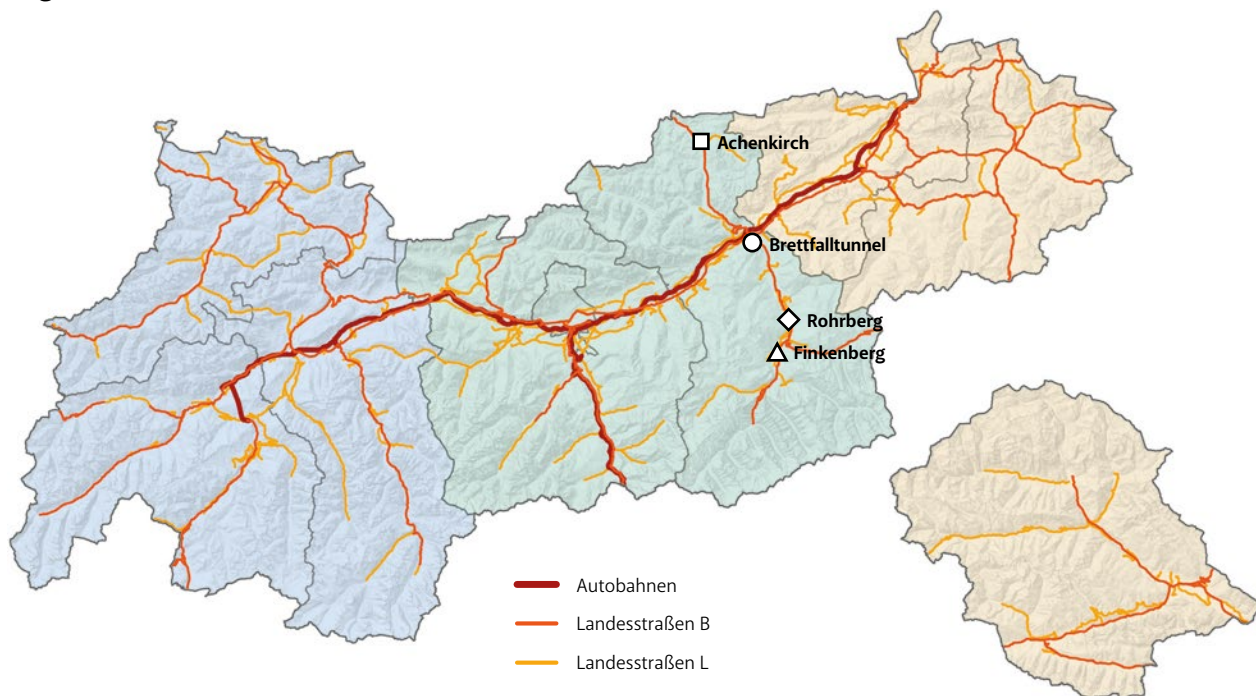 Achenkirch
Brettfalltunnel
Rohrberg
Finkenberg
Autobahnen
Landesstraßen B
Landesstraßen L